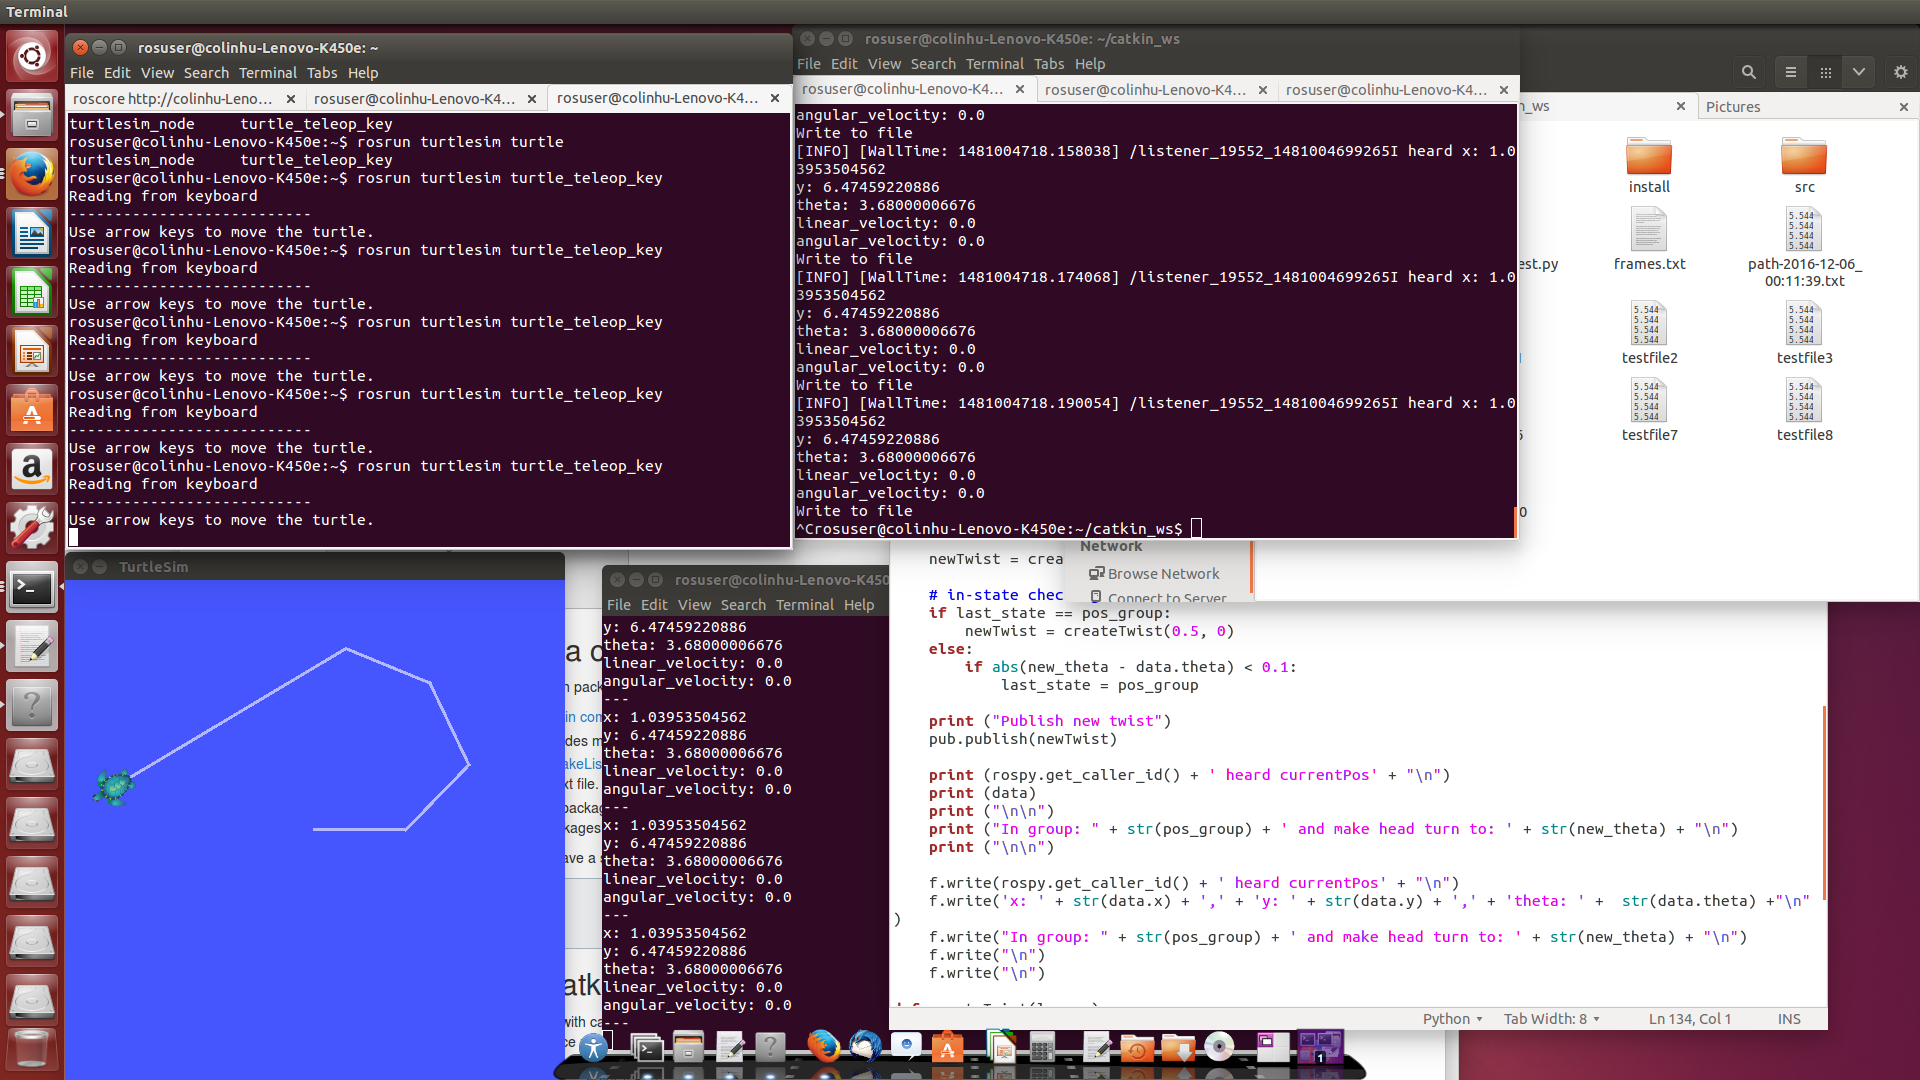 Terminal
rosuser@colinhu-Lenovo-K450e: ~
File Edit View Search Terminal Tabs Help
roscore http://colinhu-Leno... × rosuser@colinhu-Lenovo-K4... × rosuser@colinhu-Lenovo-K4... ×
turtlesim_node     turtle_teleop_key
rosuser@colinhu-Lenovo-K450e:~$ rosrun turtlesim turtle
turtlesim_node     turtle_teleop_key
rosuser@colinhu-Lenovo-K450e:~$ rosrun turtlesim turtle_teleop_key
Reading from keyboard
---------------------------
Use arrow keys to move the turtle.
rosuser@colinhu-Lenovo-K450e:~$ rosrun turtlesim turtle_teleop_key
Reading from keyboard
---------------------------
Use arrow keys to move the turtle.
rosuser@colinhu-Lenovo-K450e:~$ rosrun turtlesim turtle_teleop_key
Reading from keyboard
---------------------------
Use arrow keys to move the turtle.
rosuser@colinhu-Lenovo-K450e:~$ rosrun turtlesim turtle_teleop_key
Reading from keyboard
---------------------------
Use arrow keys to move the turtle.
rosuser@colinhu-Lenovo-K450e:~$ rosrun turtlesim turtle_teleop_key
Reading from keyboard
---------------------------
Use arrow keys to move the turtle.
rosuser@colinhu-Lenovo-K450e: ~/catkin_ws
File Edit View Search Terminal Tabs Help
rosuser@colinhu-Lenovo-K4... × rosuser@colinhu-Lenovo-K4... × rosuser@colinhu-Lenovo-K4... ×
angular_velocity: 0.0
Write to file
[INFO] [WallTime: 1481004718.158038] /listener_19552_1481004699265I heard x: 1.0
3953504562
y: 6.47459220886
theta: 3.68000006676
linear_velocity: 0.0
angular_velocity: 0.0
Write to file
[INFO] [WallTime: 1481004718.174068] /listener_19552_1481004699265I heard x: 1.0
3953504562
y: 6.47459220886
theta: 3.68000006676
linear_velocity: 0.0
angular_velocity: 0.0
Write to file
[INFO] [WallTime: 1481004718.190054] /listener_19552_1481004699265I heard x: 1.0
3953504562
y: 6.47459220886
theta: 3.68000006676
linear_velocity: 0.0
angular_velocity: 0.0
Write to file
^Crosuser@colinhu-Lenovo-K450e:~/catkin_ws$
n_ws × Pictures ×
install
src
est.py
frames.txt
path-2016-12-06_
00:11:39.txt
testfile2
testfile3
testfile7
testfile8
Network
Browse Network
Connect to Server
TurtleSim
rosuser@colinhu-Lenovo-K450
File Edit View Search Terminal Help
y: 6.47459220886
theta: 3.68000006676
linear_velocity: 0.0
angular_velocity: 0.0
---
x: 1.03953504562
y: 6.47459220886
theta: 3.68000006676
linear_velocity: 0.0
angular_velocity: 0.0
---
x: 1.03953504562
y: 6.47459220886
theta: 3.68000006676
linear_velocity: 0.0
angular_velocity: 0.0
---
x: 1.03953504562
y: 6.47459220886
theta: 3.68000006676
linear_velocity: 0.0
angular_velocity: 0.0
---
newTwist = crea
# in-state chec
if last_state == pos_group:
newTwist = createTwist(0.5, 0)
else:
if abs(new_theta - data.theta) < 0.1:
last_state = pos_group
print ("Publish new twist")
pub.publish(newTwist)
print (rospy.get_caller_id() + ' heard currentPos' + "\n")
print (data)
print ("\n\n")
print ("In group: " + str(pos_group) + ' and make head turn to: ' + str(new_theta) + "\n")
print ("\n\n")
f.write(rospy.get_caller_id() + ' heard currentPos' + "\n")
f.write('x: ' + str(data.x) + ',' + 'y: ' + str(data.y) + ',' + 'theta: ' +  str(data.theta) +"\n"
)
f.write("In group: " + str(pos_group) + ' and make head turn to: ' + str(new_theta) + "\n")
f.write("\n")
f.write("\n")
Python Tab Width: 8 Ln 134, Col 1 INS